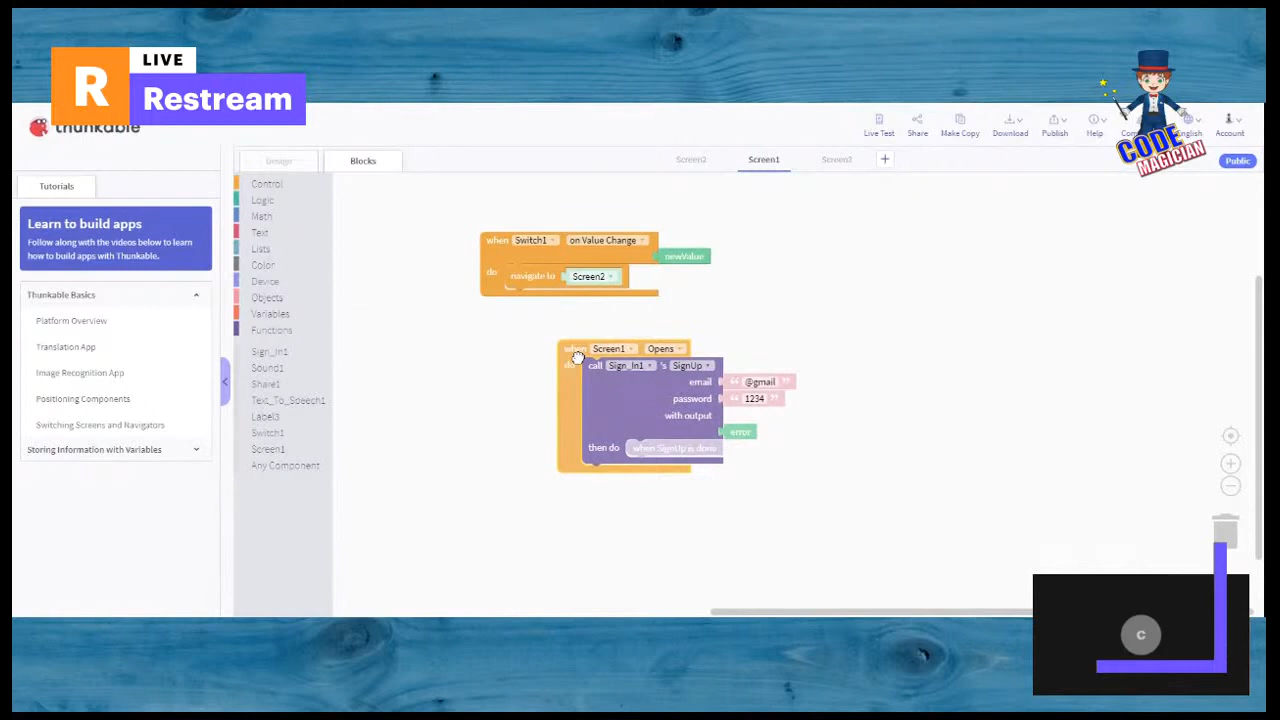 R
LIVE
Restream
thunkable
Live Test
Share
Make Copy
Download
Publish
Help
English
Account
CODE
MAGICIAN
Design
Blocks
Screen2
Screen1
Screen3
+
Public
Tutorials
Learn to build apps
Follow along with the videos below to learn
how to build apps with Thunkable.
Thunkable Basics
Platform Overview
Translation App
Image Recognition App
Positioning Components
Switching Screens and Navigators
Storing Information with Variables
Control
Logic
Math
Text
Lists
Color
Device
Objects
Variables
Functions
Sign_In1
Sound1
Share1
Text_To_Speech1
Label3
Switch1
Screen1
Any Component
when Switch1 on Value Change
newValue
do navigate to Screen2
when Screen1 Opens
do call Sign_In1 's SignUp
email “ @gmail ”
password “ 1234 ”
with output
error
then do when SignUp is done
C